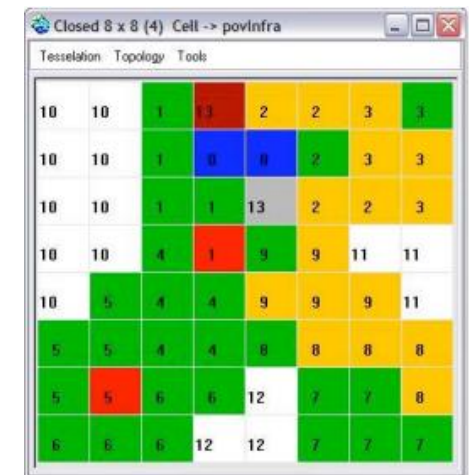 Closed 8 x 8 (4) Cell -> povInfra
Tesselation Topology Tools
10 10 1 13 2 2 3 3
10 10 1 0 0 2 3 3
10 10 1 1 13 2 2 3
10 10 4 1 9 9 11 11
10 5 4 4 9 9 9 11
5 5 4 4 8 8 8 8
5 5 6 6 12 7 7 8
6 6 6 12 12 7 7 7